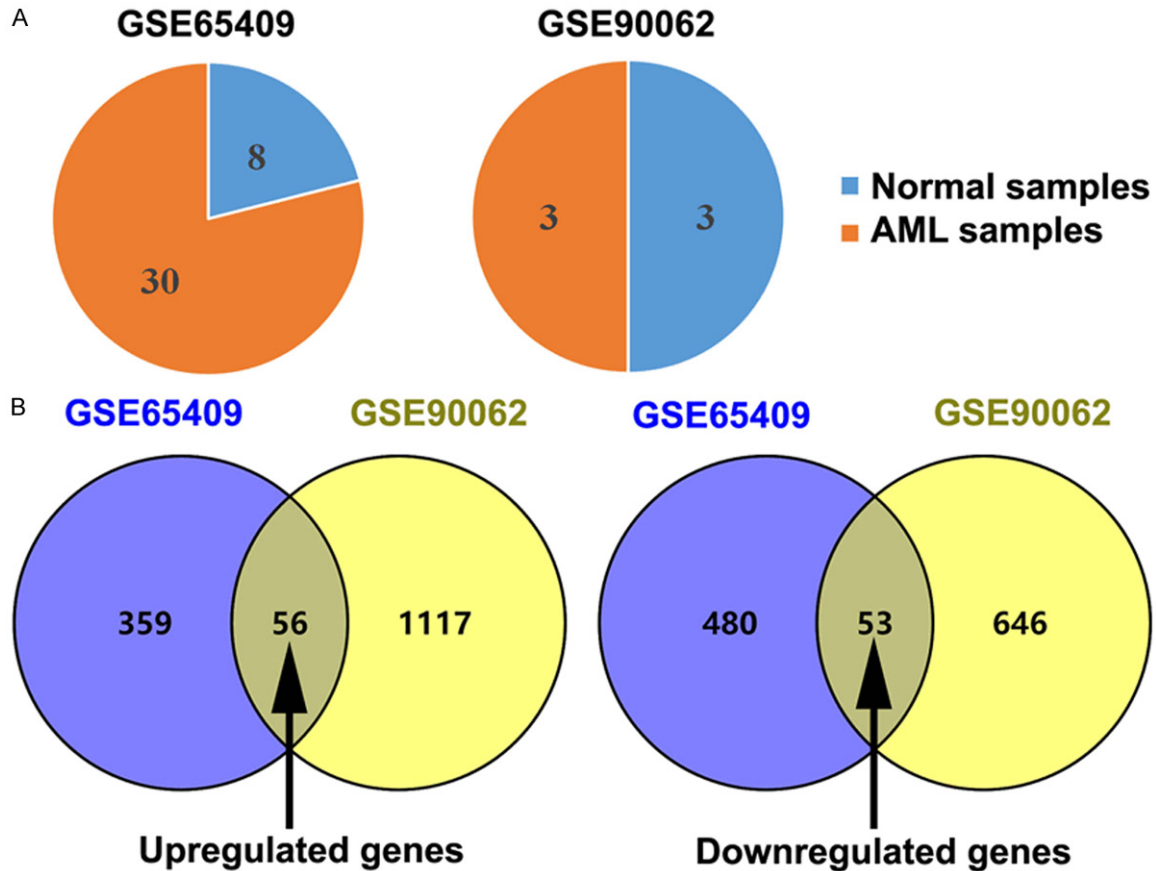 A
GSE65409
GSE90062
8
30
3
3
Normal samples
AML samples
B
GSE65409
GSE90062
GSE65409
GSE90062
359
56
1117
480
53
646
Upregulated genes
Downregulated genes